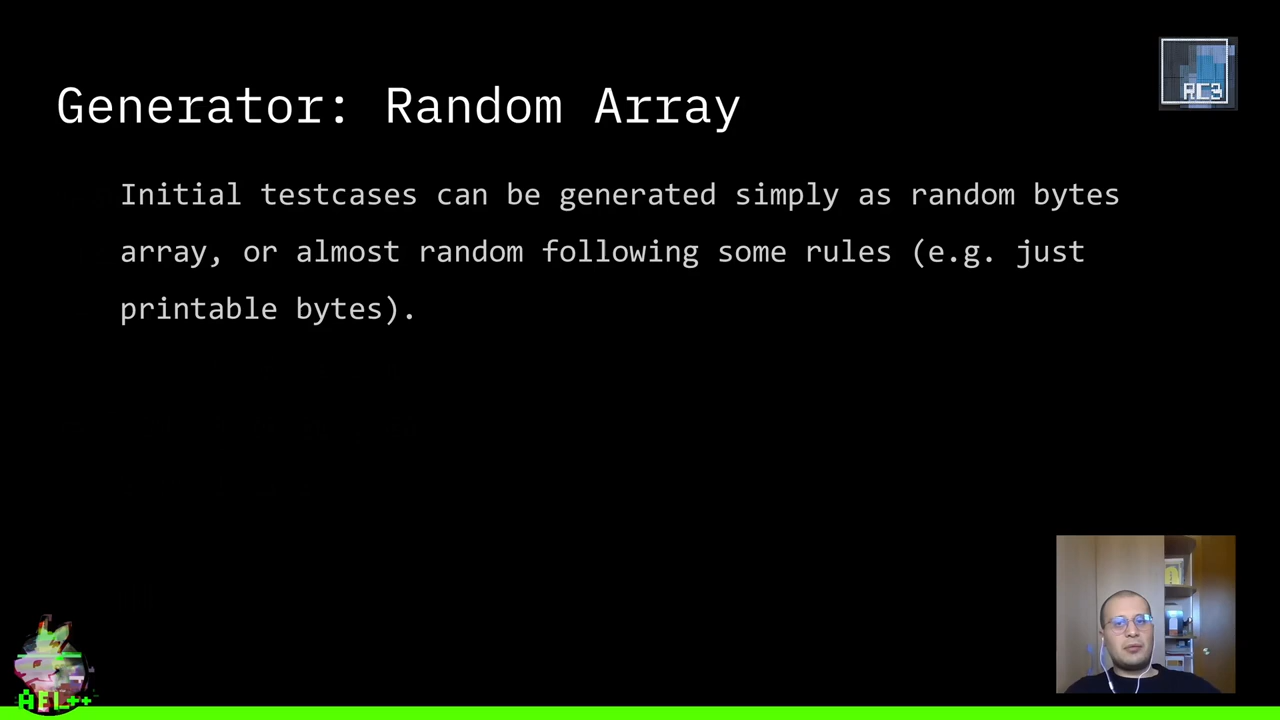 Generator: Random Array
RC3
Initial testcases can be generated simply as random bytes
array, or almost random following some rules (e.g. just
printable bytes).
AFL++